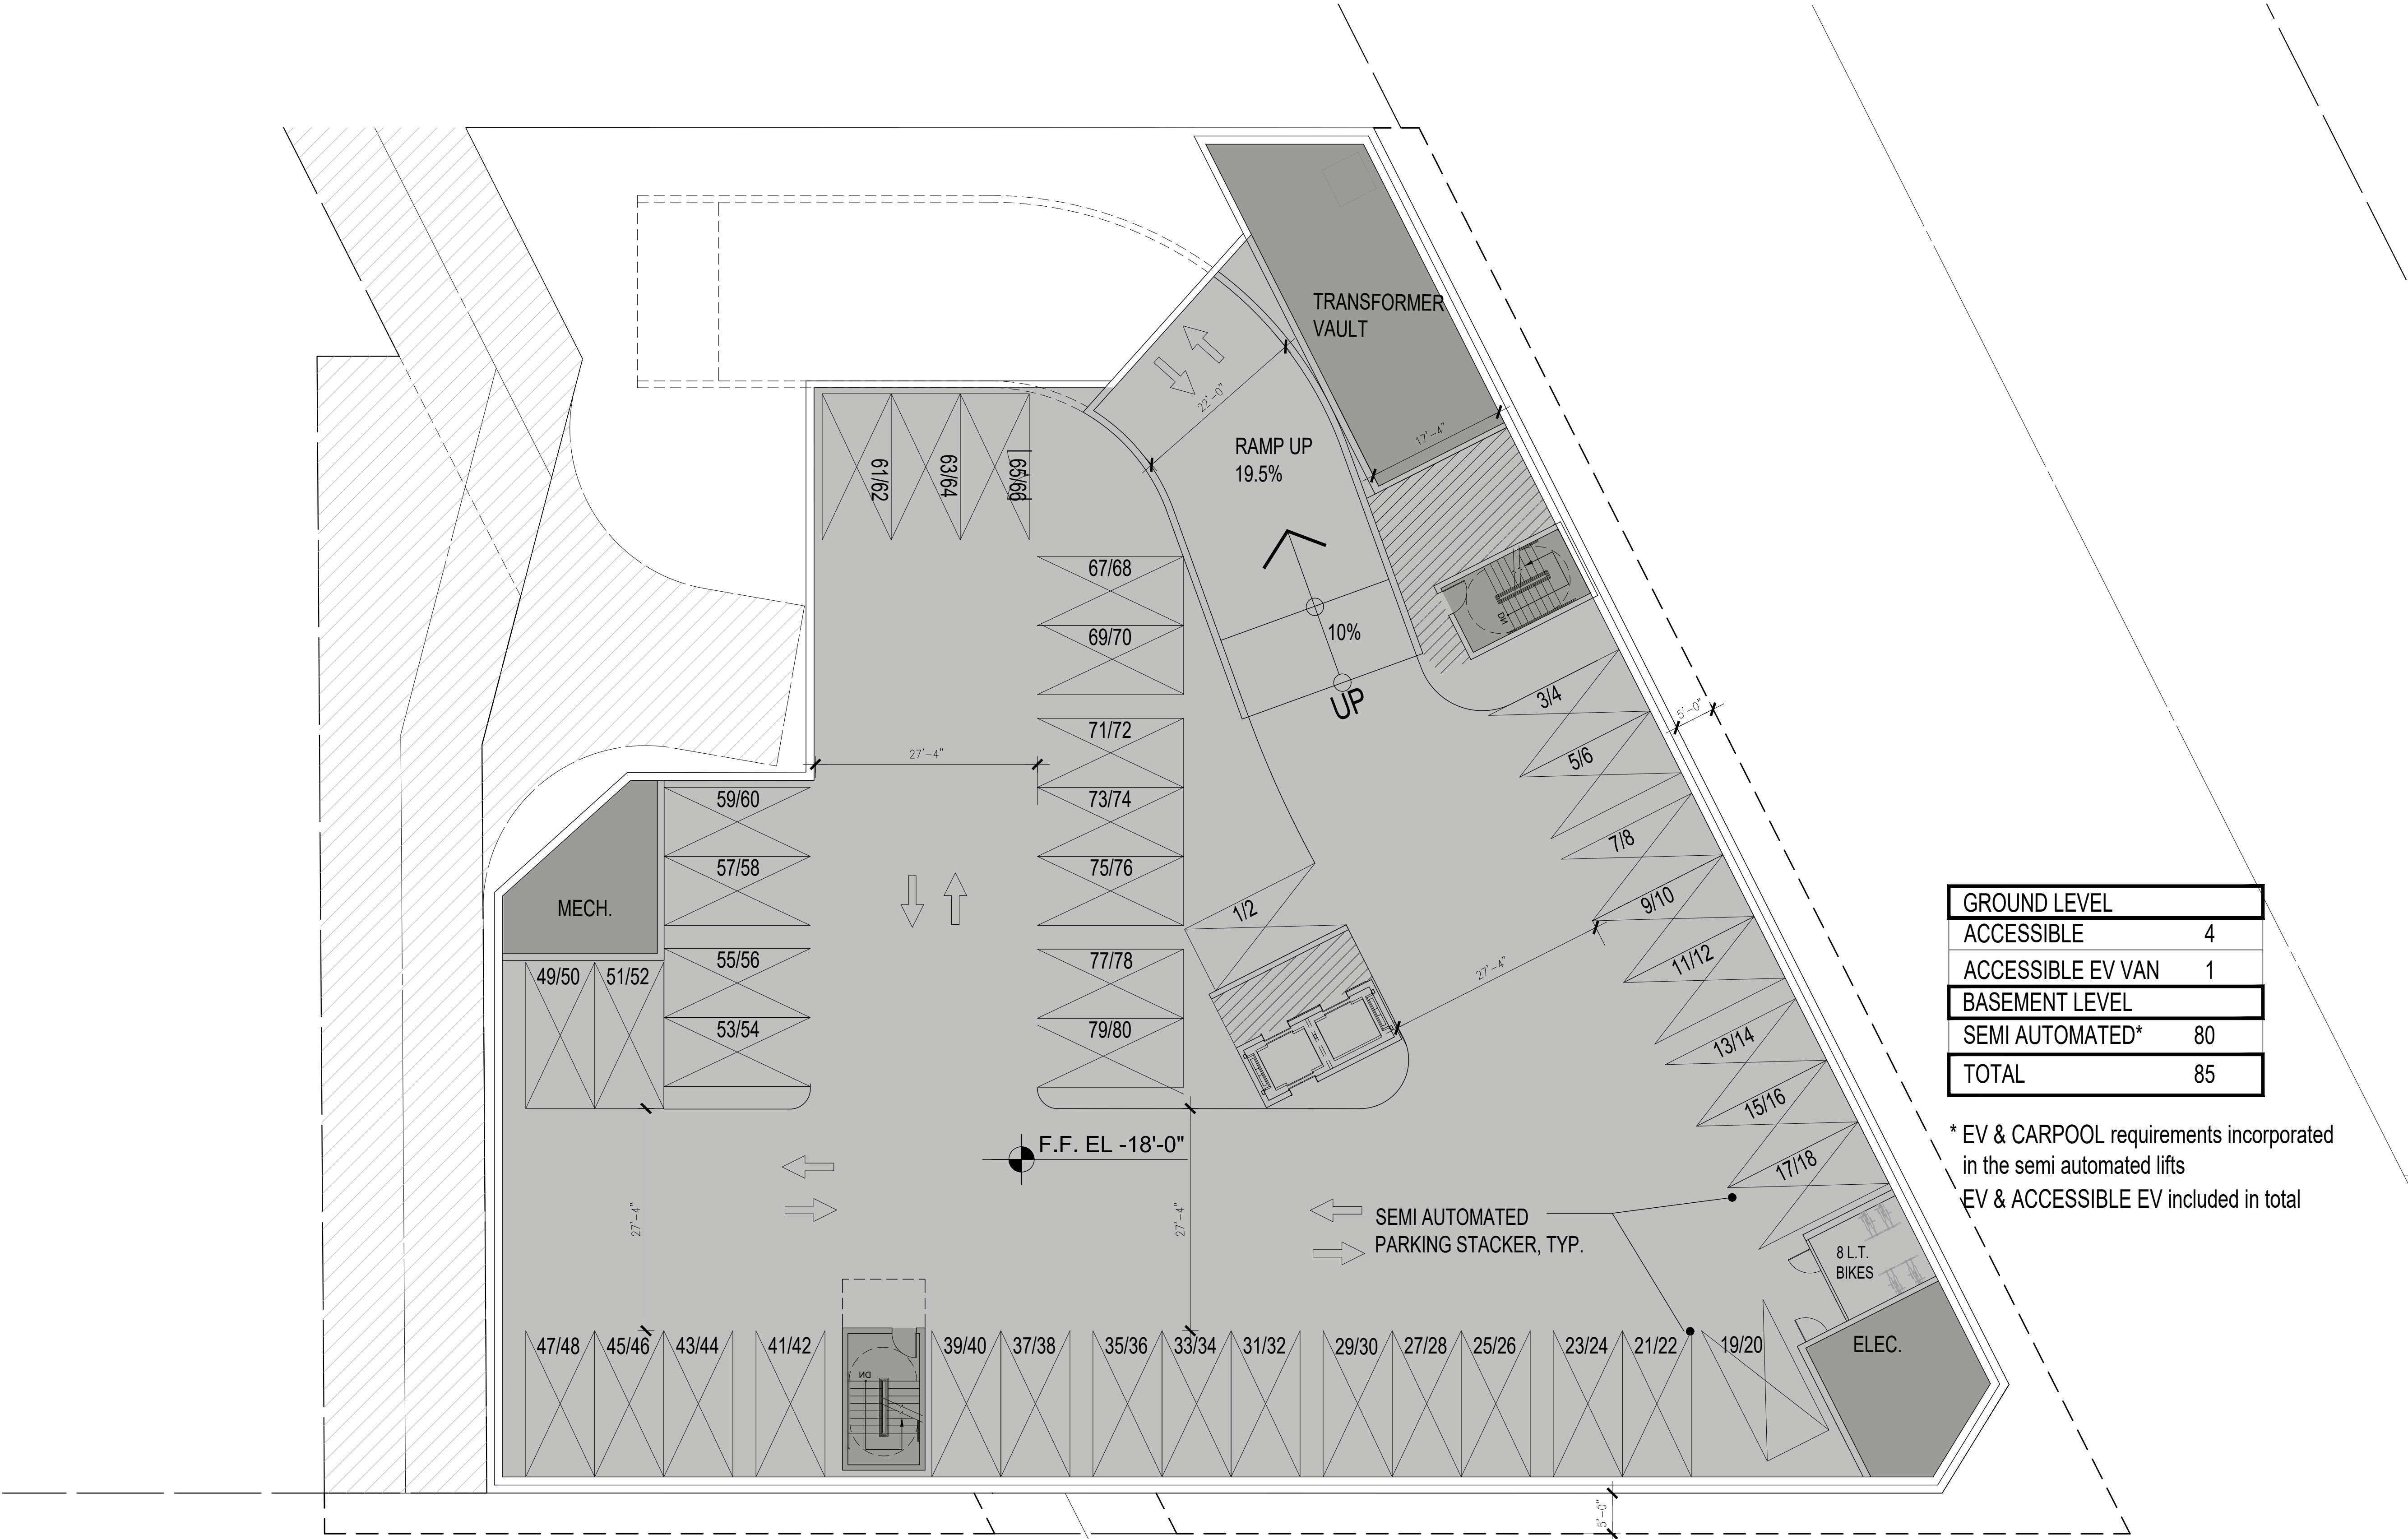 TRANSFORMER
VAULT
22'-0"
17'-4"
RAMP UP
19.5%
61/62
63/64
65/66
67/68
69/70
10%
UP
DN
3/4
5'-0"
71/72
5/6
27'-4"
59/60
73/74
7/8
57/58
75/76
MECH.
1/2
9/10
55/56
77/78
11/12
27'-4"
49/50
51/52
53/54
79/80
13/14
15/16
17/18
F.F. EL -18'-0"
27'-4"
27'-4"
SEMI AUTOMATED
PARKING STACKER, TYP.
8 L.T.
BIKES
47/48
45/46
43/44
41/42
DN
39/40
37/38
35/36
33/34
31/32
29/30
27/28
25/26
23/24
21/22
19/20
ELEC.
5'-0"
GROUND LEVEL
ACCESSIBLE 4
ACCESSIBLE EV VAN 1
BASEMENT LEVEL
SEMI AUTOMATED* 80
TOTAL 85
* EV & CARPOOL requirements incorporated
in the semi automated lifts
EV & ACCESSIBLE EV included in total